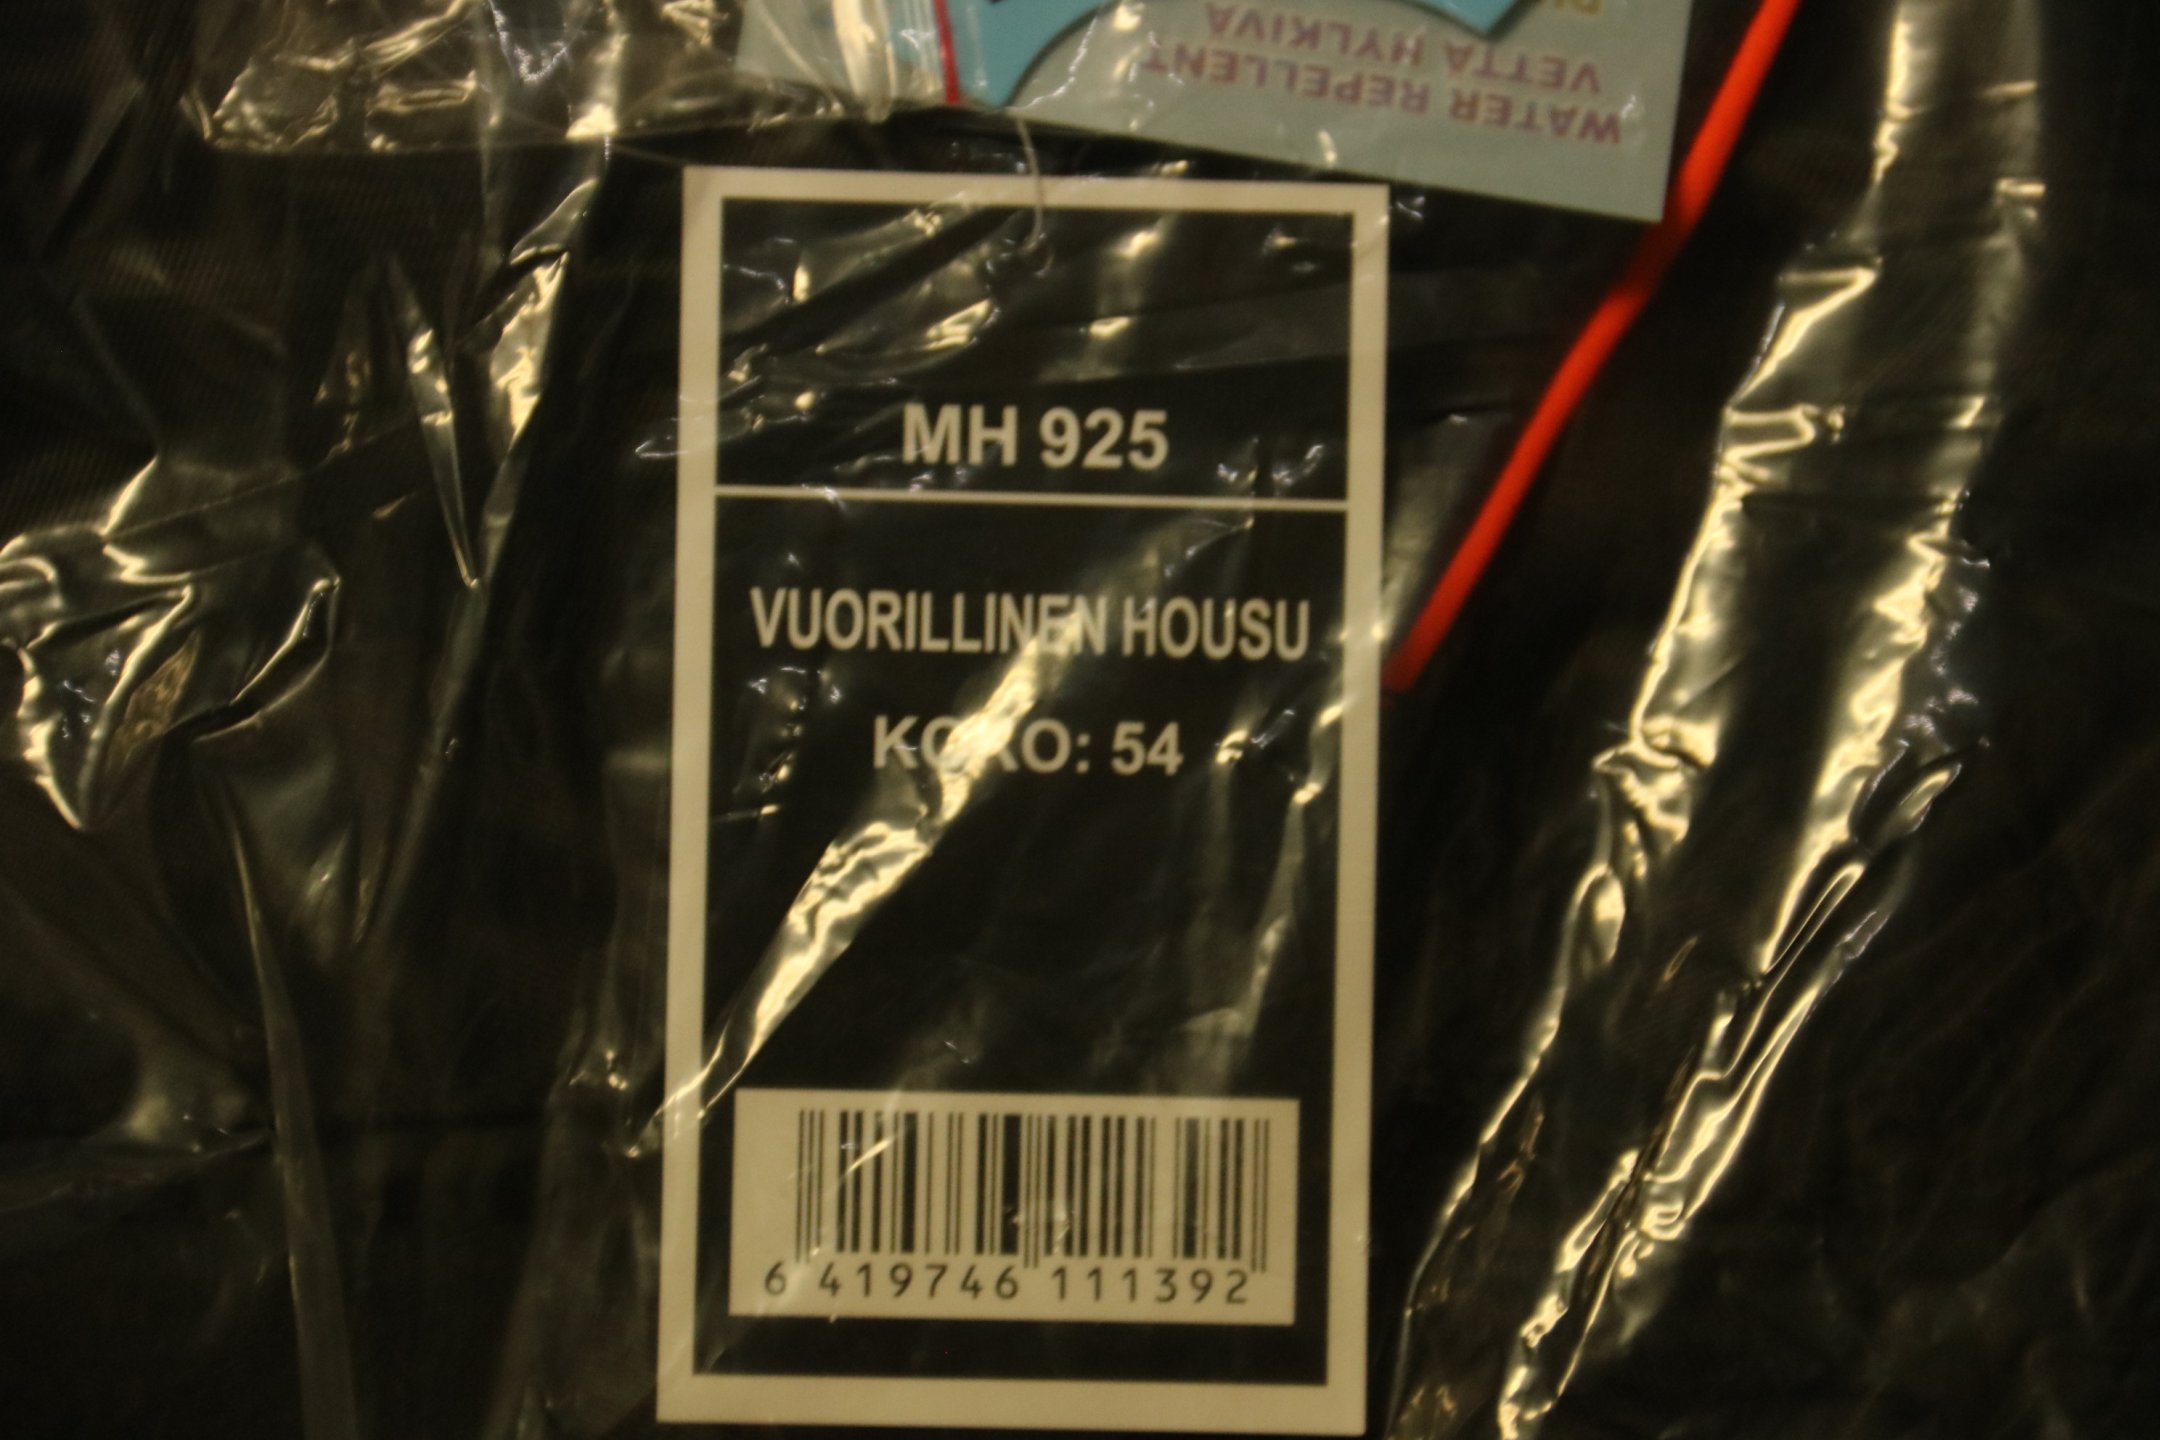 WATER REPELLENT
VETTÄ HYLKIVÄ
MH 925
VUORILLINEN HOUSU
KOKO: 54
6 419746 111392